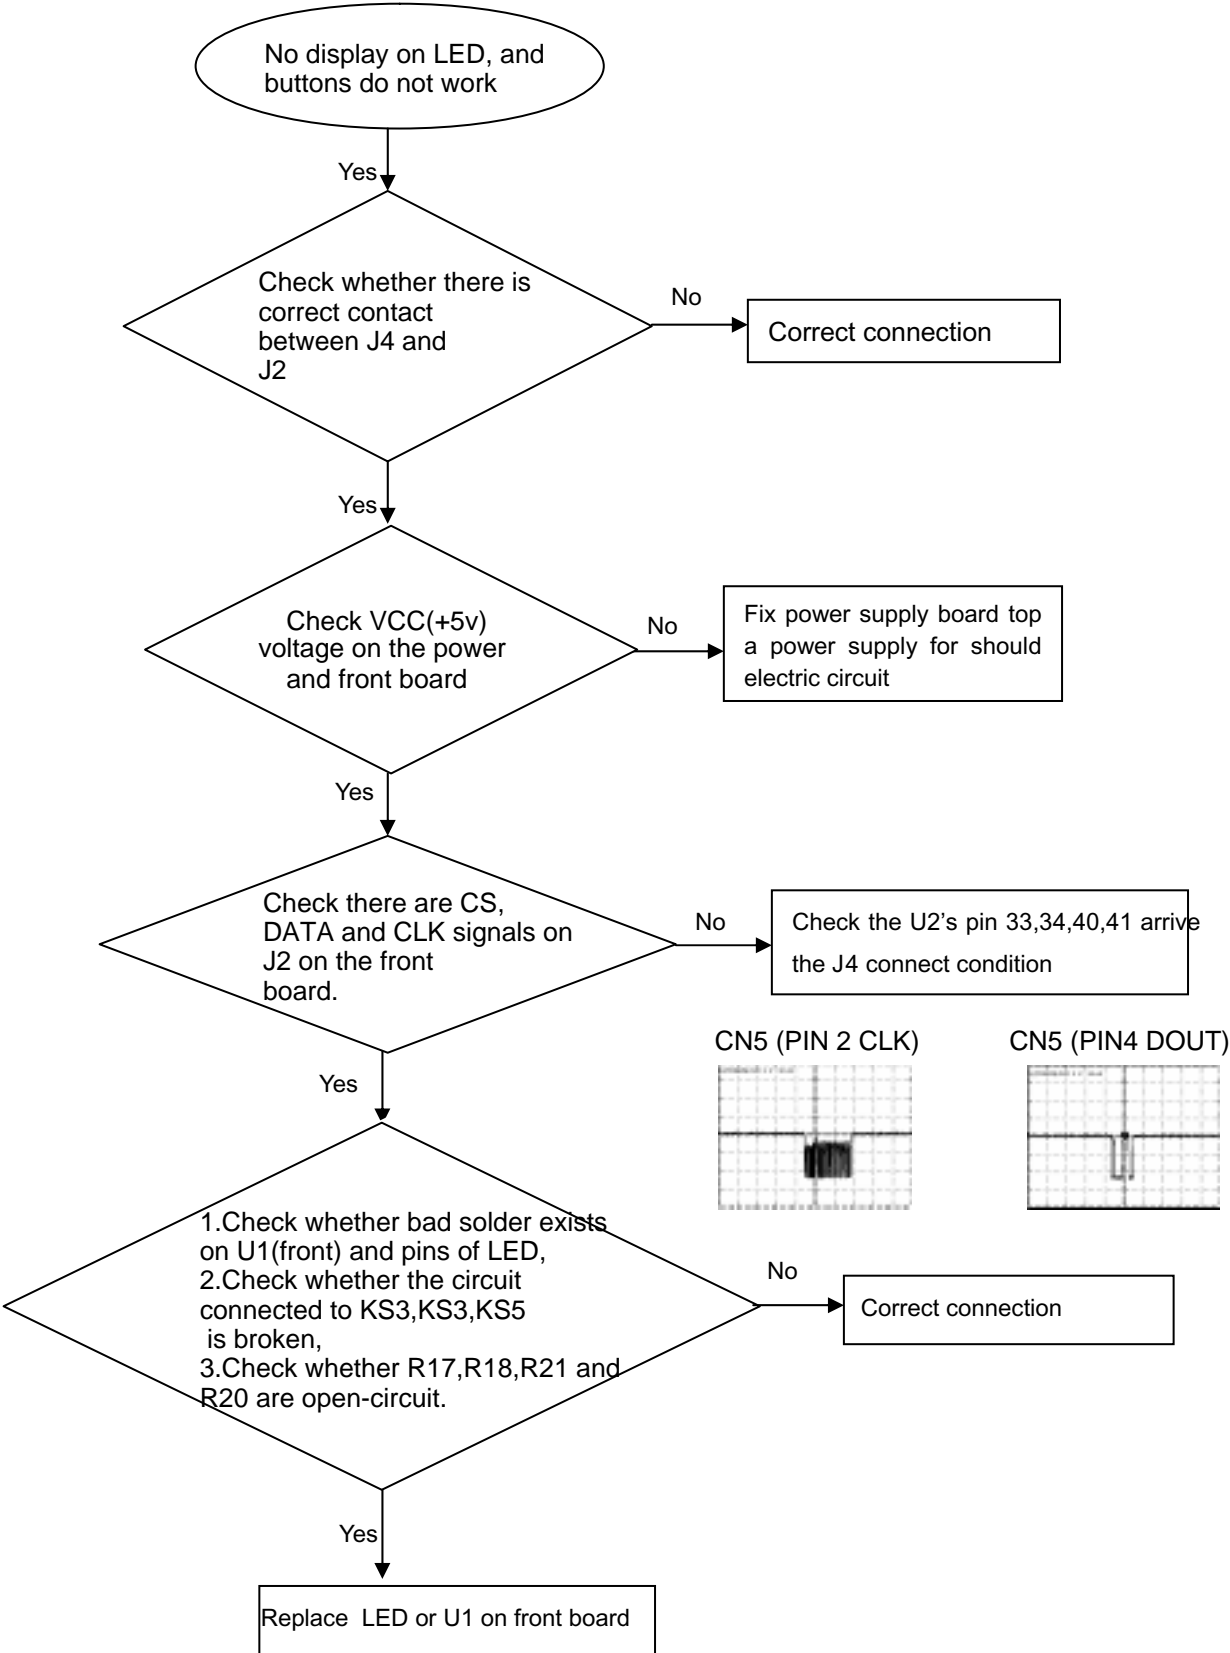 No display on LED, and
buttons do not work
Yes
Check whether there is
correct contact
between J4 and
J2
No
Correct connection
Yes
Check VCC(+5v)
voltage on the power
and front board
No
Fix power supply board top
a power supply for should
electric circuit
Yes
Check there are CS,
DATA and CLK signals on
J2 on the front
board.
No
Check the U2’s pin 33,34,40,41 arrive
the J4 connect condition
CN5 (PIN 2 CLK)
CN5 (PIN4 DOUT)
Yes
1.Check whether bad solder exists
on U1(front) and pins of LED,
2.Check whether the circuit
connected to KS3,KS3,KS5
is broken,
3.Check whether R17,R18,R21 and
R20 are open-circuit.
No
Correct connection
Yes
Replace LED or U1 on front board